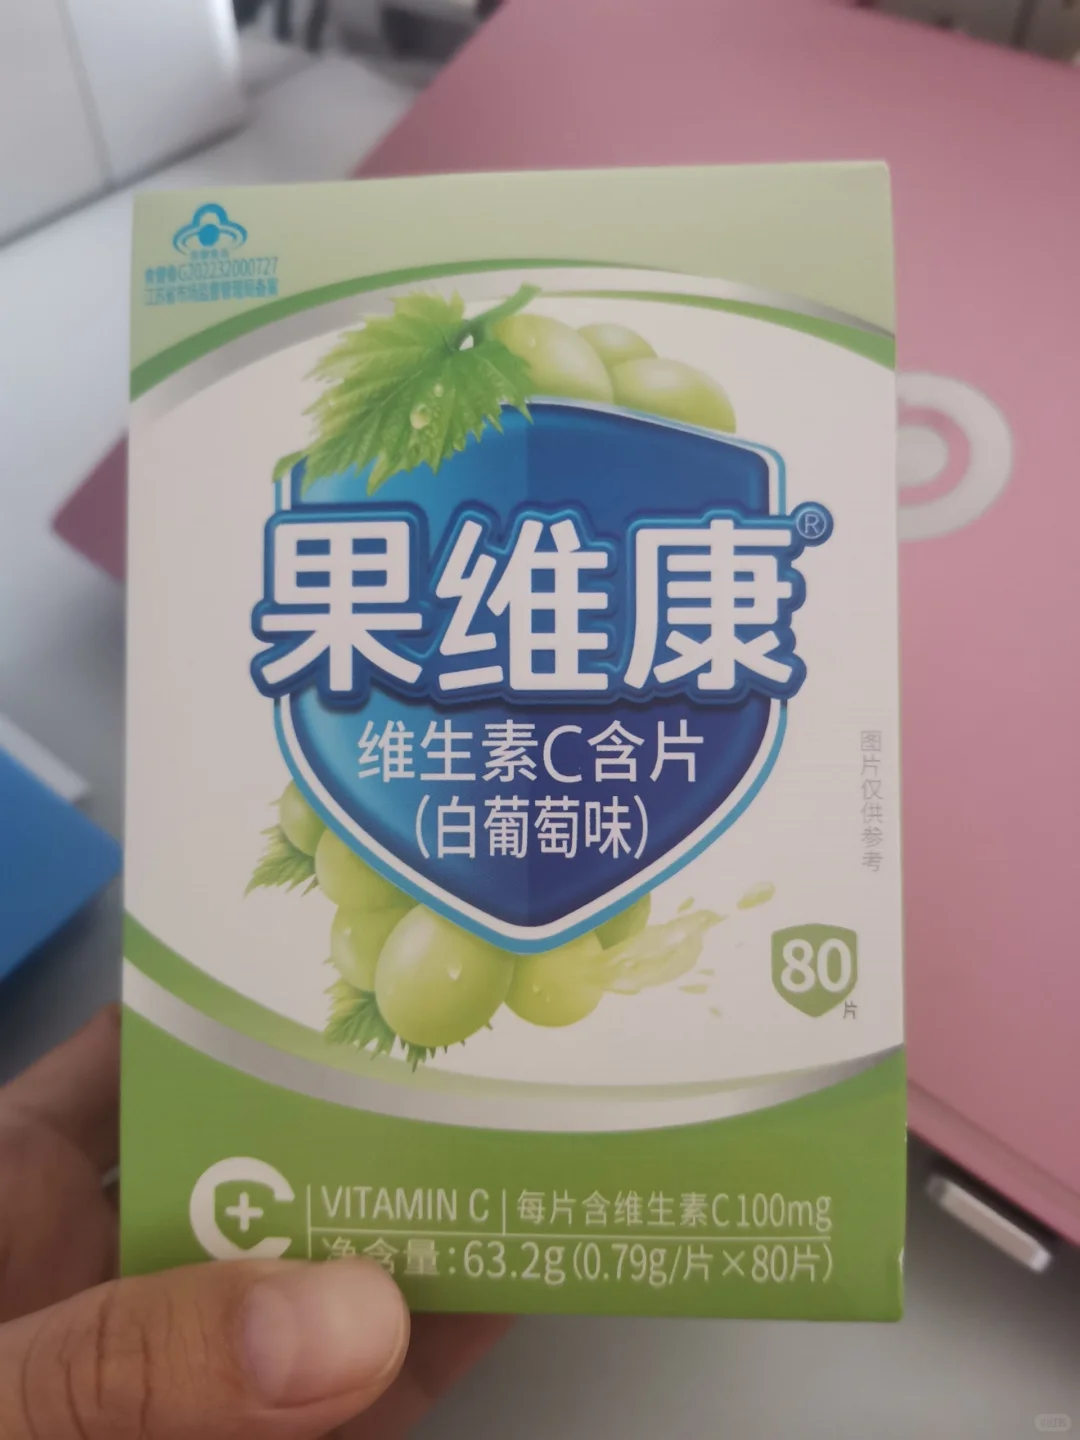 食健备G202232000727
江苏省市场监督管理局备案
果维康®
维生素C含片
(白葡萄味)
图片仅供参考
80
片
VITAMIN C
每片含维生素C100mg
净含量:63.2g(0.79g/片×80片)